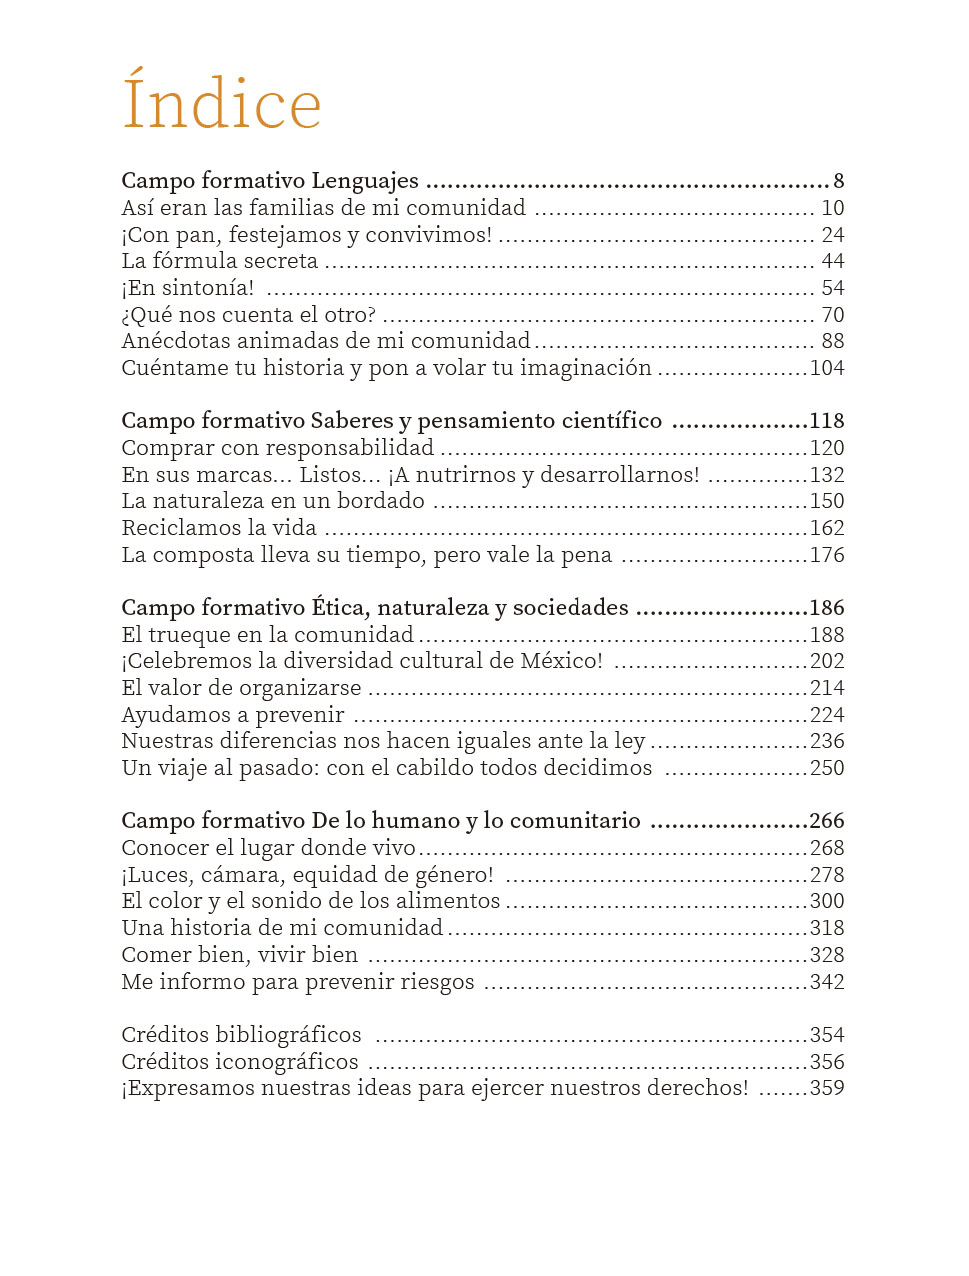 Índice
Campo formativo Lenguajes ........................................................ 8
Así eran las familias de mi comunidad ....................................... 10
¡Con pan, festejamos y convivimos! ............................................ 24
La fórmula secreta .................................................................... 44
¡En sintonía! ............................................................................ 54
¿Qué nos cuenta el otro? ............................................................ 70
Anécdotas animadas de mi comunidad ....................................... 88
Cuéntame tu historia y pon a volar tu imaginación ..................... 104
Campo formativo Saberes y pensamiento científico ................... 118
Comprar con responsabilidad ................................................... 120
En sus marcas... Listos... ¡A nutrirnos y desarrollarnos! .............. 132
La naturaleza en un bordado .................................................... 150
Reciclamos la vida ................................................................... 162
La composta lleva su tiempo, pero vale la pena .......................... 176
Campo formativo Ética, naturaleza y sociedades ........................ 186
El trueque en la comunidad ...................................................... 188
¡Celebremos la diversidad cultural de México! ........................... 202
El valor de organizarse ............................................................. 214
Ayudamos a prevenir ............................................................... 224
Nuestras diferencias nos hacen iguales ante la ley ...................... 236
Un viaje al pasado: con el cabildo todos decidimos .................... 250
Campo formativo De lo humano y lo comunitario ...................... 266
Conocer el lugar donde vivo ...................................................... 268
¡Luces, cámara, equidad de género! .......................................... 278
El color y el sonido de los alimentos .......................................... 300
Una historia de mi comunidad .................................................. 318
Comer bien, vivir bien ............................................................. 328
Me informo para prevenir riesgos ............................................. 342
Créditos bibliográficos ............................................................ 354
Créditos iconográficos ............................................................. 356
¡Expresamos nuestras ideas para ejercer nuestros derechos! ....... 359